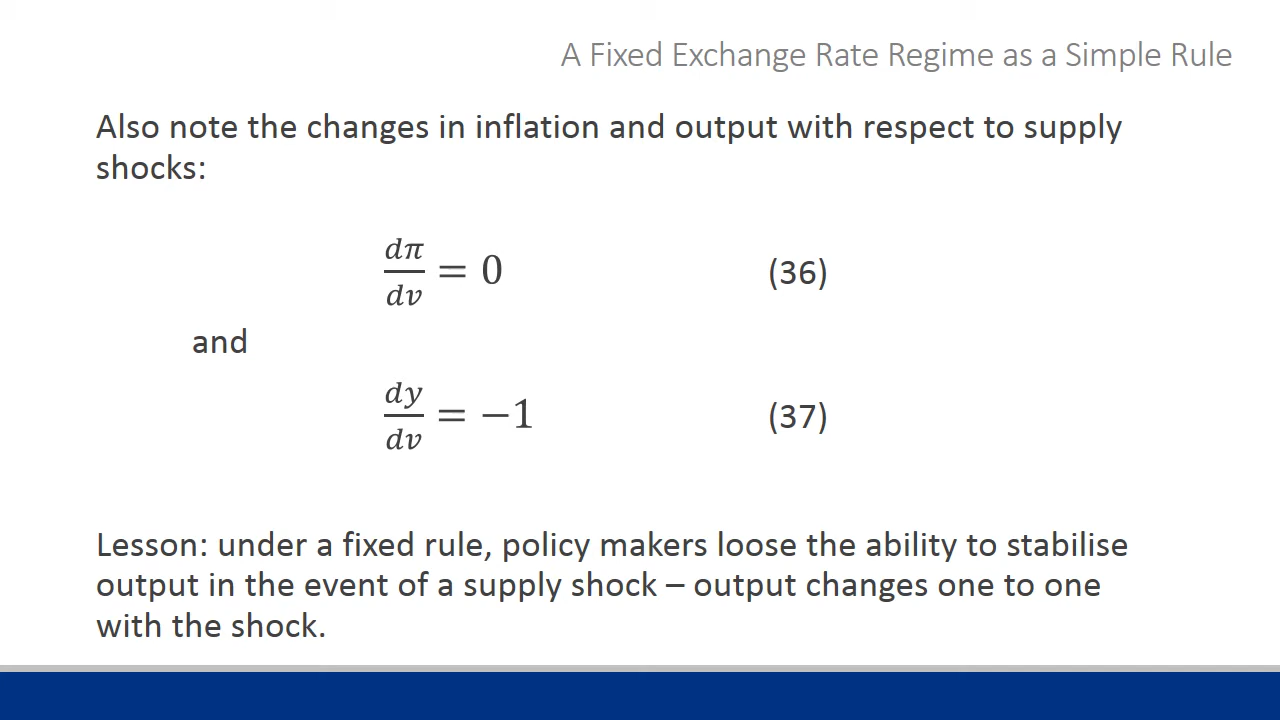 A Fixed Exchange Rate Regime as a Simple Rule
Also note the changes in inflation and output with respect to supply
shocks:
dπ/dv = 0 (36)
and
dy/dv = −1 (37)
Lesson: under a fixed rule, policy makers loose the ability to stabilise
output in the event of a supply shock – output changes one to one
with the shock.